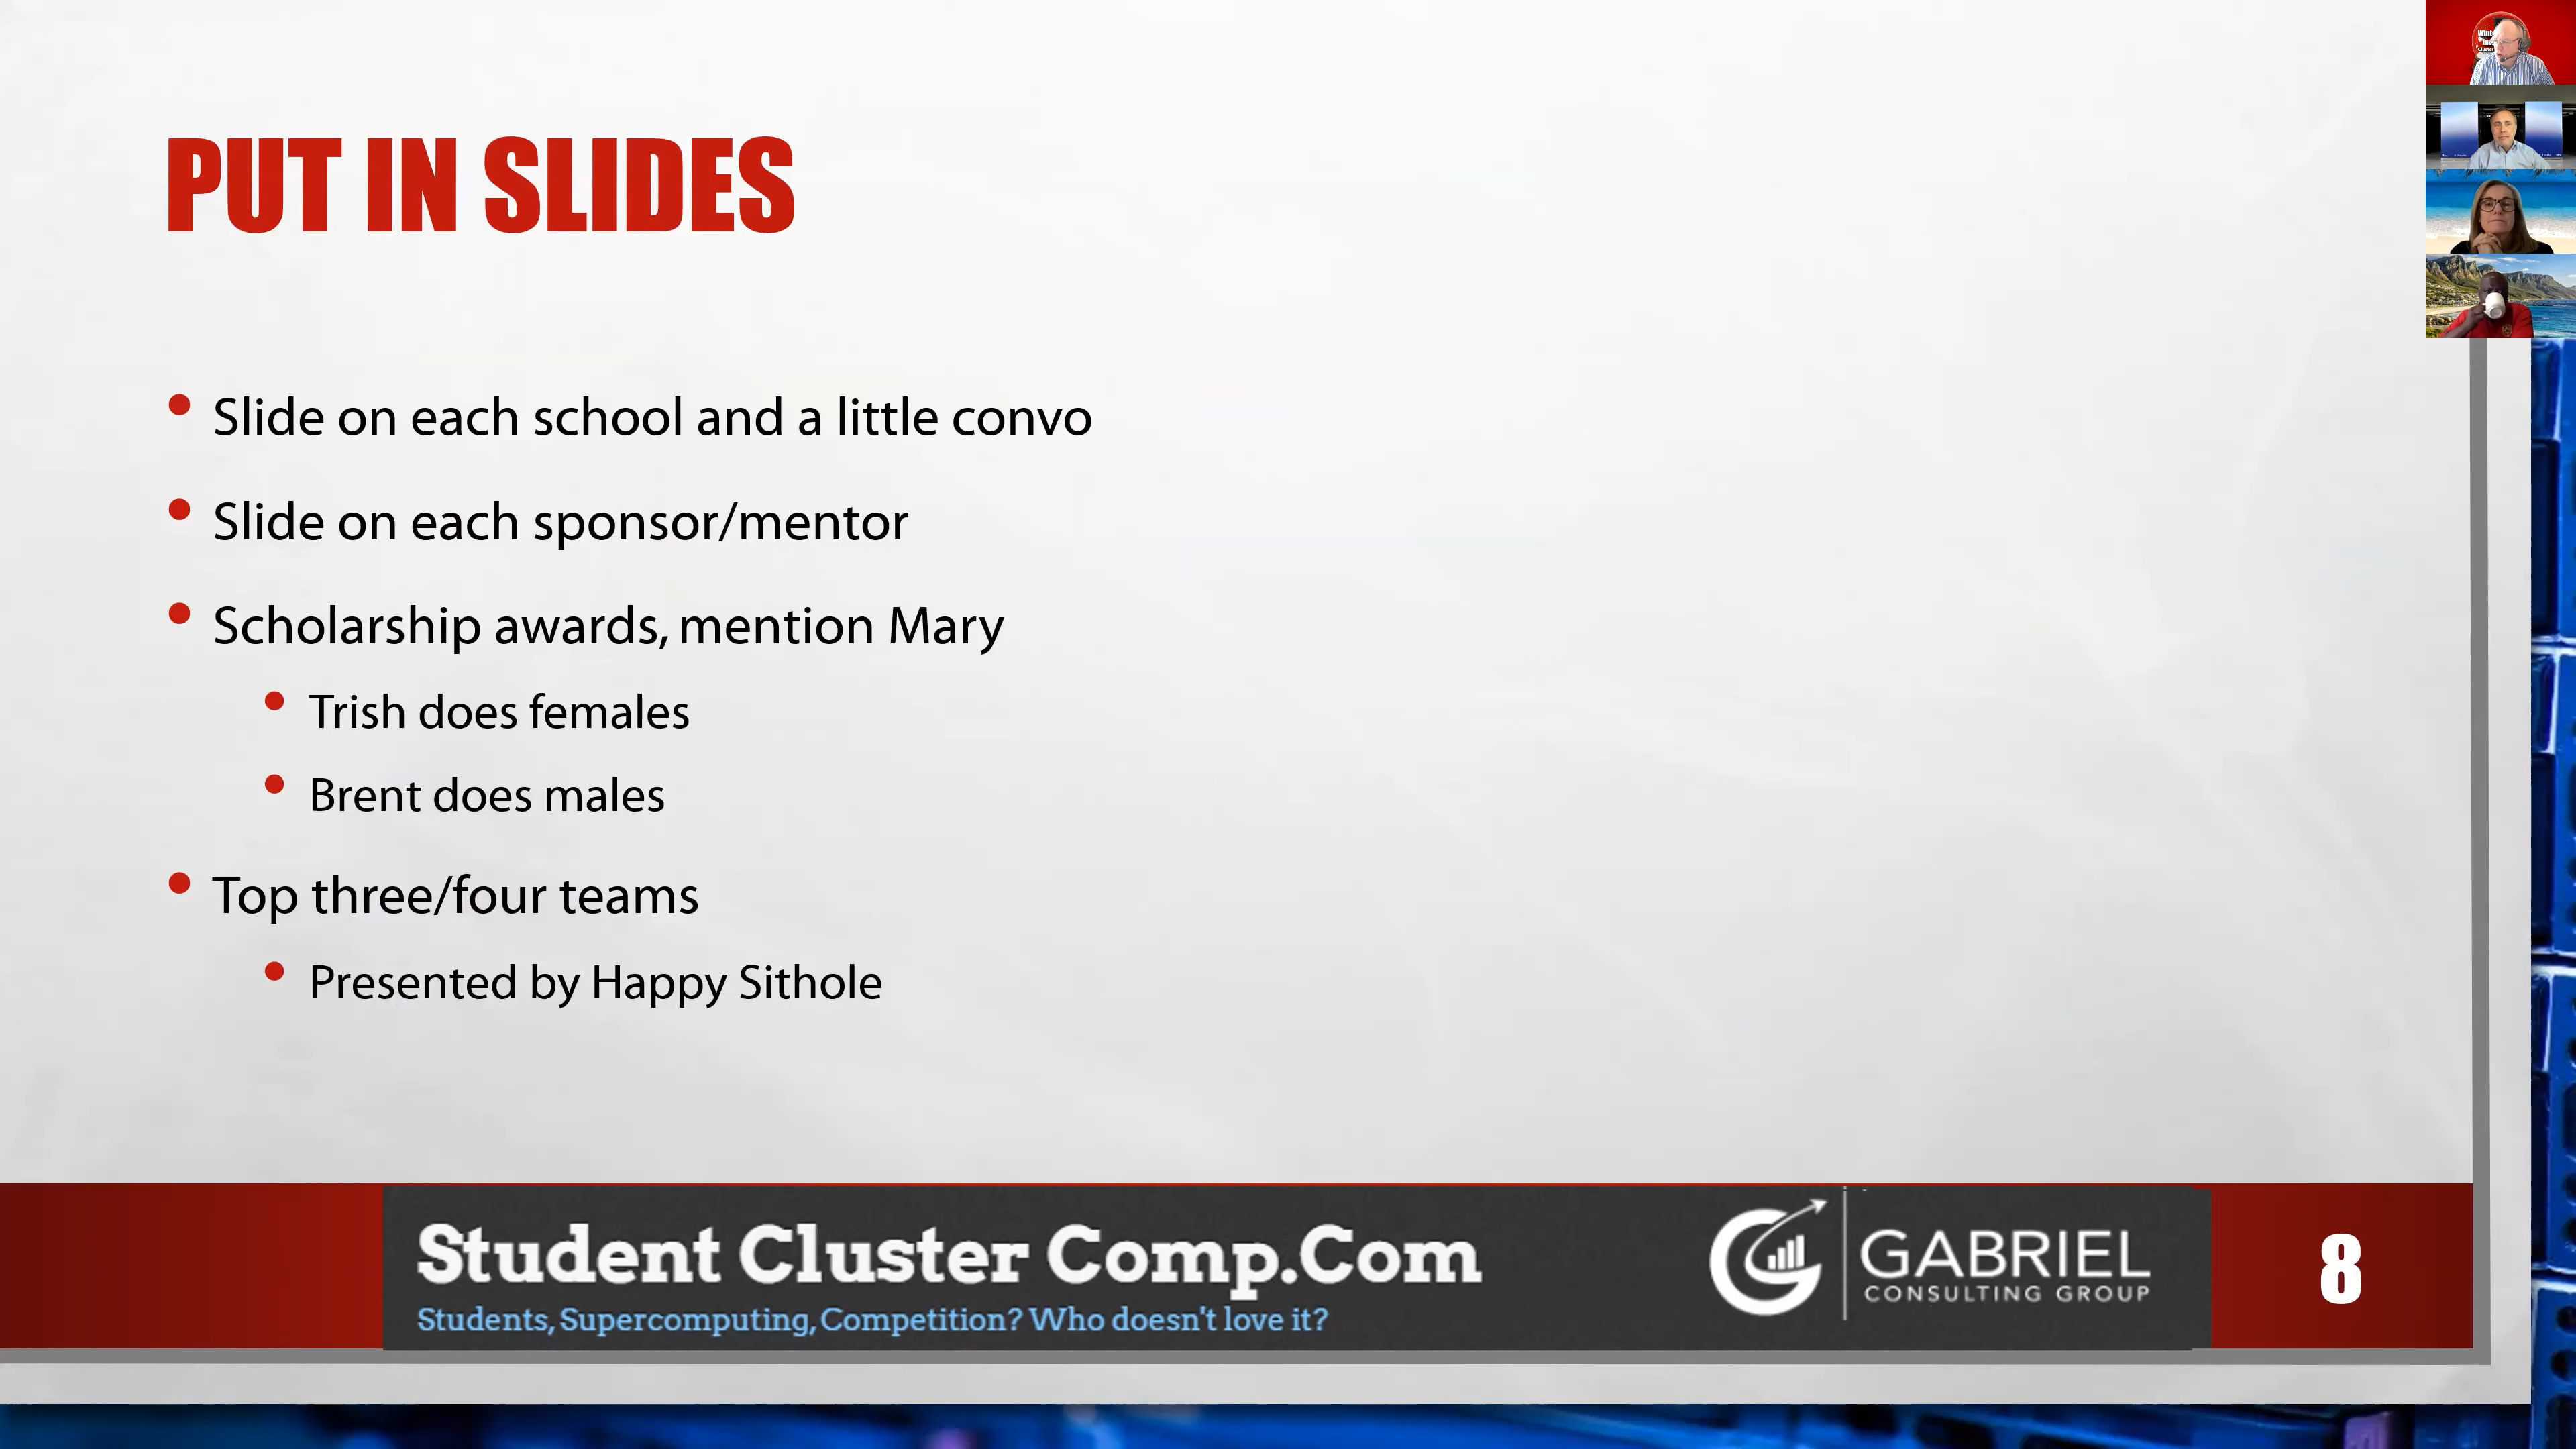 PUT IN SLIDES
Slide on each school and a little convo
Slide on each sponsor/mentor
Scholarship awards, mention Mary
Trish does females
Brent does males
Top three/four teams
Presented by Happy Sithole
Student Cluster Comp.Com
Students, Supercomputing, Competition? Who doesn't love it?
GABRIEL
CONSULTING GROUP
8